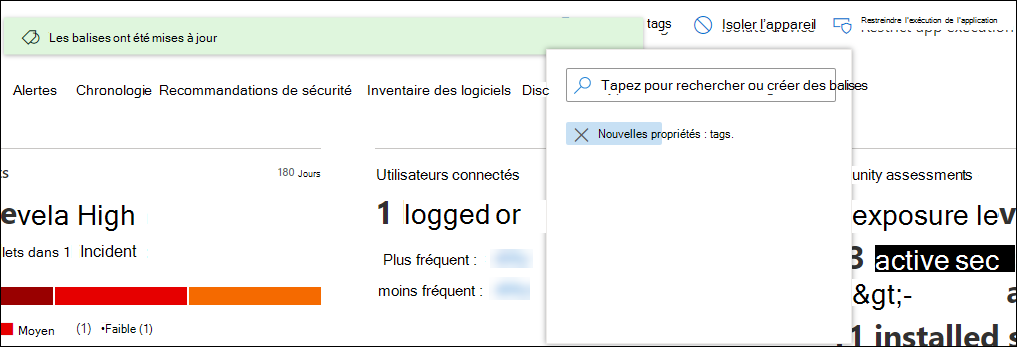 tags Isoler l'appareil Restreindre l'exécution de l'application
Les balises ont été mises à jour
Alertes Chronologie Recommandations de sécurité Inventaire des logiciels Disc
Tapez pour rechercher ou créer des balises
Nouvelles propriétés : tags.
ts 180 Jours
Utilisateurs connectés
unity assessments
evela High
1 logged or
exposure lev
lets dans 1 Incident
Plus fréquent :
3 active sec
moins fréquent :
&gt;-
Moyen (1) •Faible (1)
1 installed s